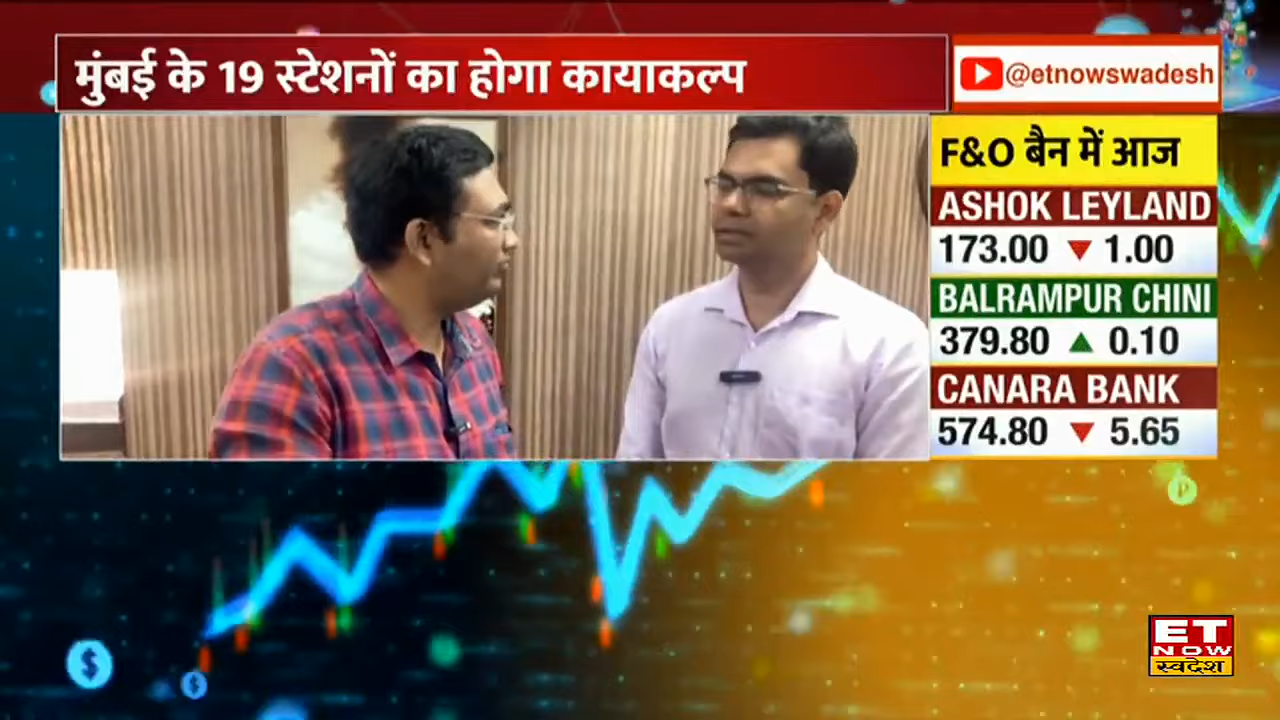 मुंबई के 19 स्टेशनों का होगा कायाकल्प
@etnowswadesh
F&O बैन में आज
ASHOK LEYLAND
173.00 ▼ 1.00
BALRAMPUR CHINI
379.80 ▲ 0.10
CANARA BANK
574.80 ▼ 5.65
ET
NOW
स्वदेश